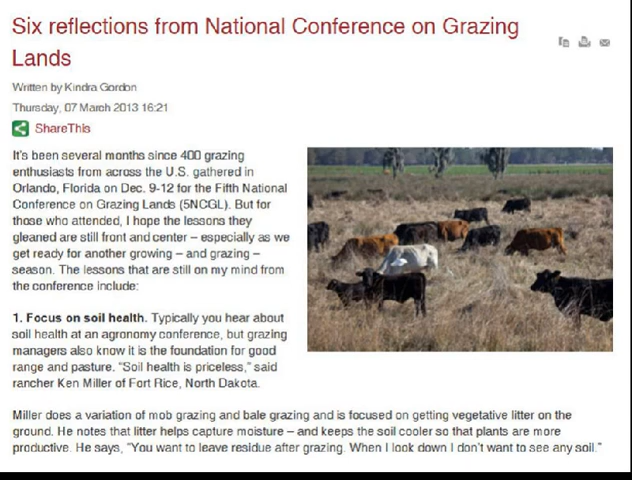 Six reflections from National Conference on Grazing
Lands
Written by Kindra Gordon
Thursday, 07 March 2013 16:21
ShareThis
It's been several months since 400 grazing
enthusiasts from across the U.S. gathered in
Orlando, Florida on Dec. 9-12 for the Fifth National
Conference on Grazing Lands (5NCGL). But for
those who attended, I hope the lessons they
gleaned are still front and center – especially as we
get ready for another growing – and grazing –
season. The lessons that are still on my mind from
the conference include:
1. Focus on soil health. Typically you hear about
soil health at an agronomy conference, but grazing
managers also know it is the foundation for good
range and pasture. "Soil health is priceless," said
rancher Ken Miller of Fort Rice, North Dakota.
Miller does a variation of mob grazing and bale grazing and is focused on getting vegetative litter on the
ground. He notes that litter helps capture moisture – and keeps the soil cooler so that plants are more
productive. He says, "You want to leave residue after grazing. When I look down I don't want to see any soil."